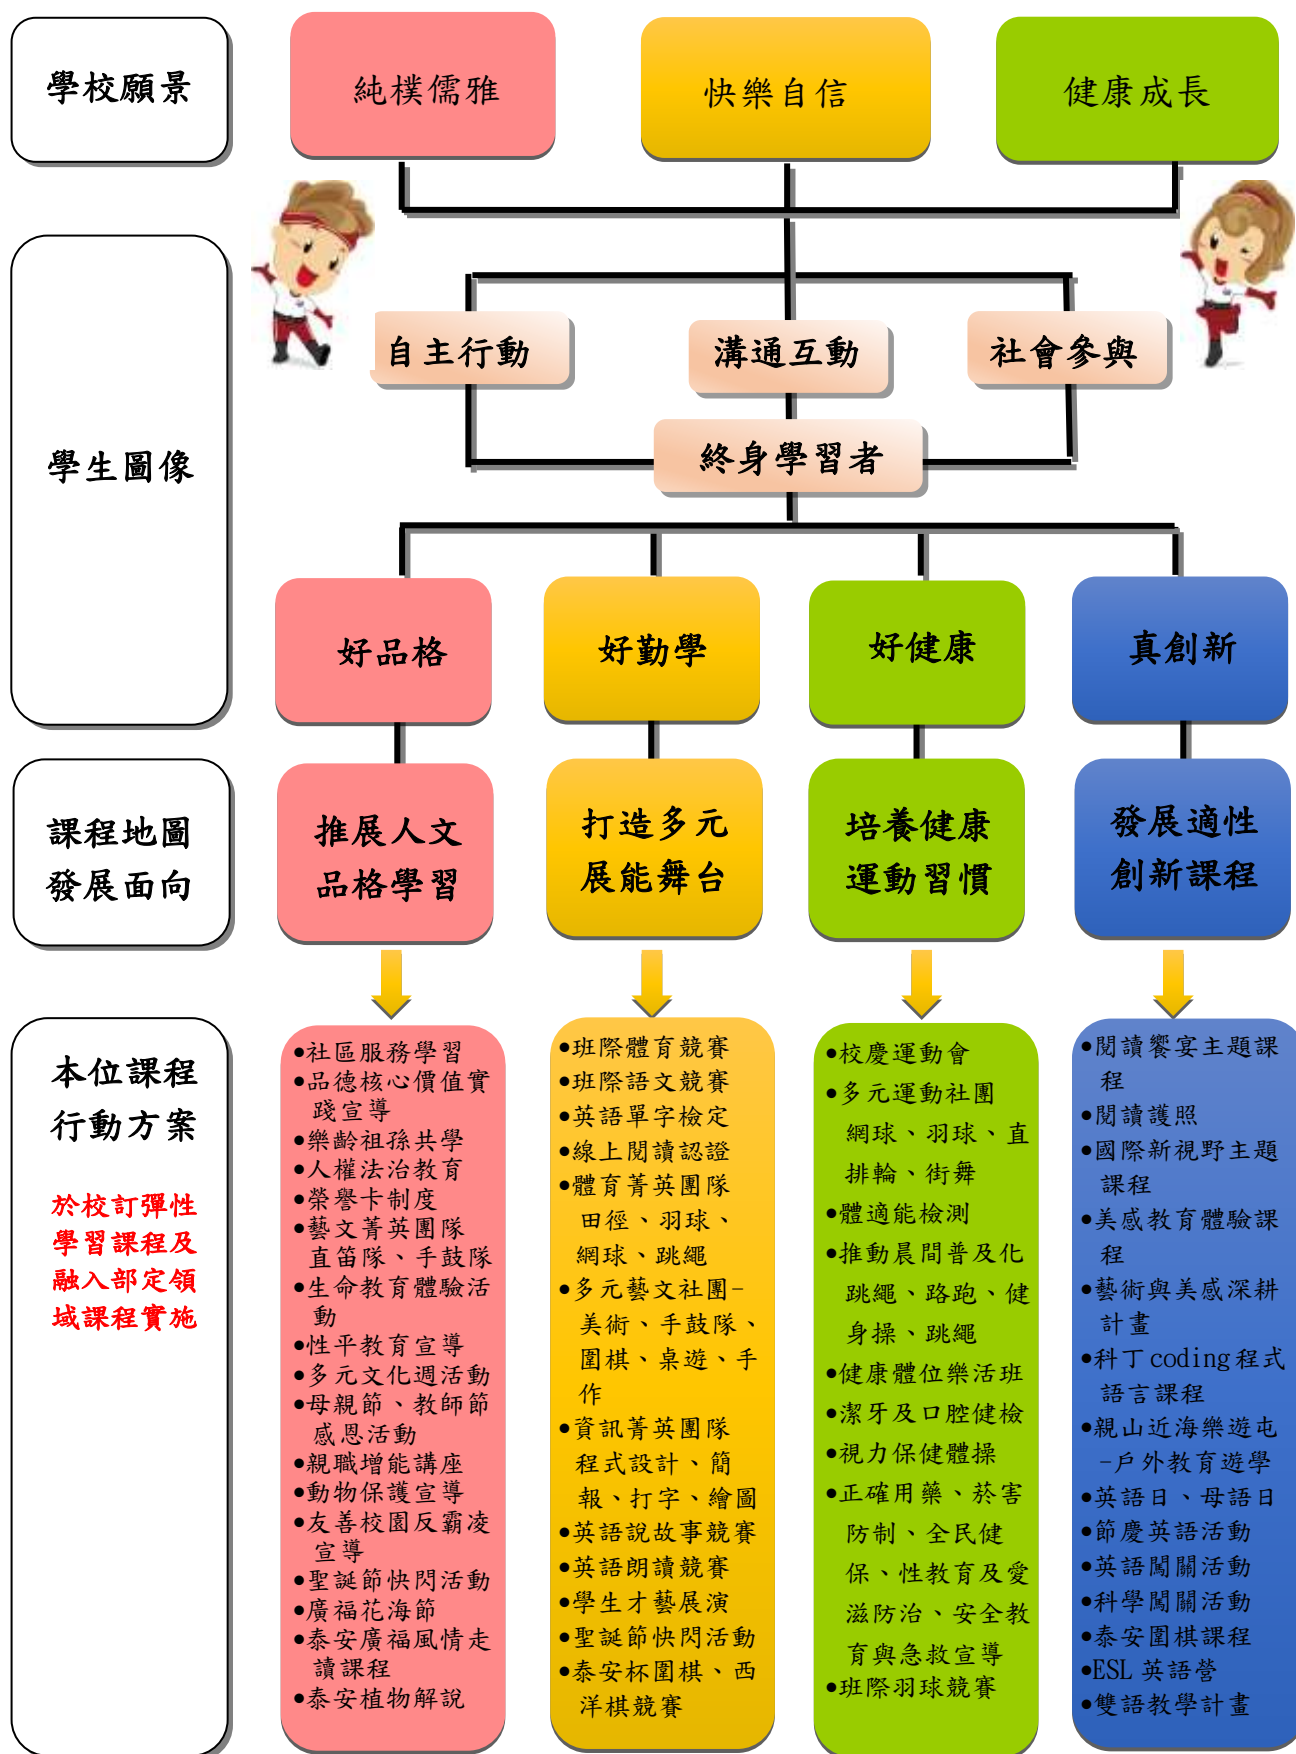 學校願景
純樸儒雅
快樂自信
健康成長
學生圖像
自主行動
溝通互動
社會參與
終身學習者
好品格
好勤學
好健康
真創新
課程地圖
發展面向
推展人文
品格學習
打造多元
展能舞台
培養健康
運動習慣
發展適性
創新課程
本位課程
行動方案
於校訂彈性
學習課程及
融入部定領
域課程實施
●社區服務學習
●品德核心價值實
踐宣導
●樂齡祖孫共學
●人權法治教育
●榮譽卡制度
●藝文菁英團隊
直笛隊、手鼓隊
●生命教育體驗活
動
●性平教育宣導
●多元文化週活動
●母親節、教師節
感恩活動
●親職增能講座
●動物保護宣導
●友善校園反霸凌
宣導
●聖誕節快閃活動
●廣福花海節
●泰安廣福風情走
讀課程
●泰安植物解說
●班際體育競賽
●班際語文競賽
●英語單字檢定
●線上閱讀認證
●體育菁英團隊
田徑、羽球、
網球、跳繩
●多元藝文社團-
美術、手鼓隊、
圍棋、桌遊、手
作
●資訊菁英團隊
程式設計、簡
報、打字、繪圖
●英語說故事競賽
●英語朗讀競賽
●學生才藝展演
●聖誕節快閃活動
●泰安杯圍棋、西
洋棋競賽
●校慶運動會
●多元運動社團
網球、羽球、直
排輪、街舞
●體適能檢測
●推動晨間普及化
跳繩、路跑、健
身操、跳繩
●健康體位樂活班
●潔牙及口腔健檢
●視力保健體操
●正確用藥、菸害
防制、全民健
保、性教育及愛
滋防治、安全教
育與急救宣導
●班際羽球競賽
●閱讀饗宴主題課
程
●閱讀護照
●國際新視野主題
課程
●美感教育體驗課
程
●藝術與美感深耕
計畫
●科丁 coding 程式
語言課程
●親山近海樂遊屯
-戶外教育遊學
●英語日、母語日
●節慶英語活動
●英語闖關活動
●科學闖關活動
●泰安圍棋課程
●ESL 英語營
●雙語教學計畫